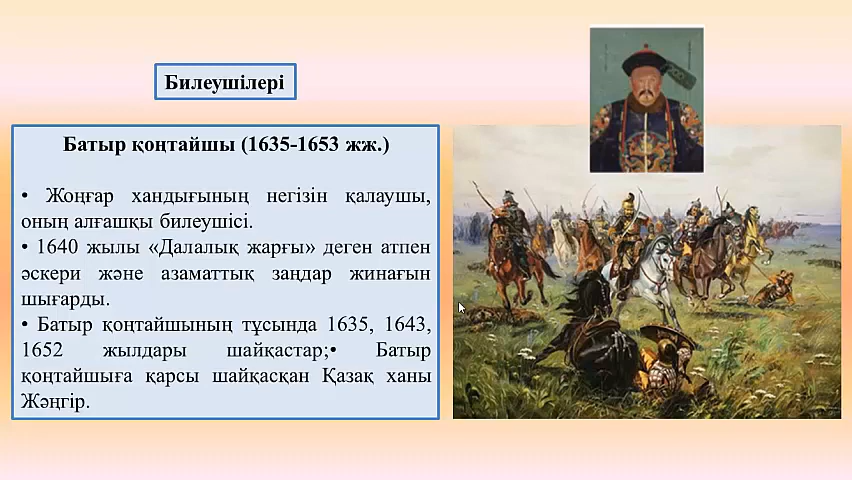 Билеушілері
Батыр қоңтайшы (1635-1653 жж.)
• Жоңғар хандығының негізін қалаушы,
оның алғашқы билеушісі.
• 1640 жылы «Далалық жарғы» деген атпен
әскери және азаматтық заңдар жинағын
шығарды.
• Батыр қоңтайшының тұсында 1635, 1643,
1652 жылдары шайқастар;• Батыр
қоңтайшыға қарсы шайқасқан Қазақ ханы
Жәңгір.